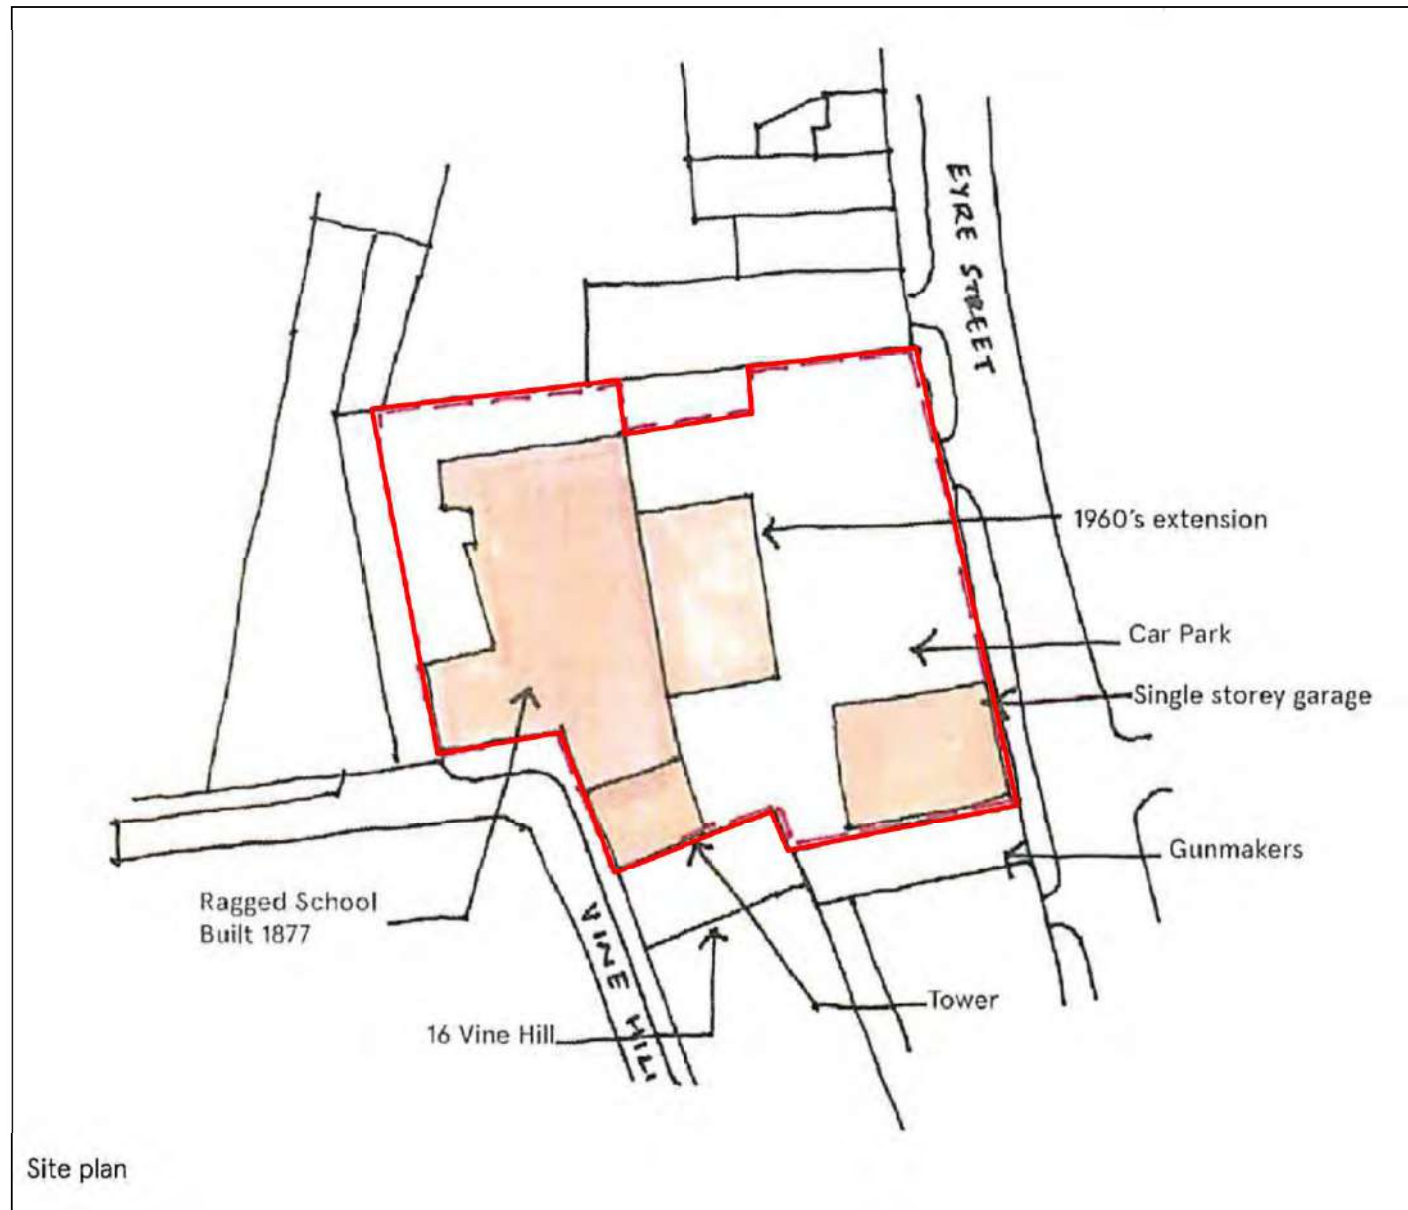 EYRE STREET
1960's extension
Car Park
Single storey garage
Gunmakers
Ragged School
Built 1877
VINE HILL
Tower
16 Vine Hill
Site plan